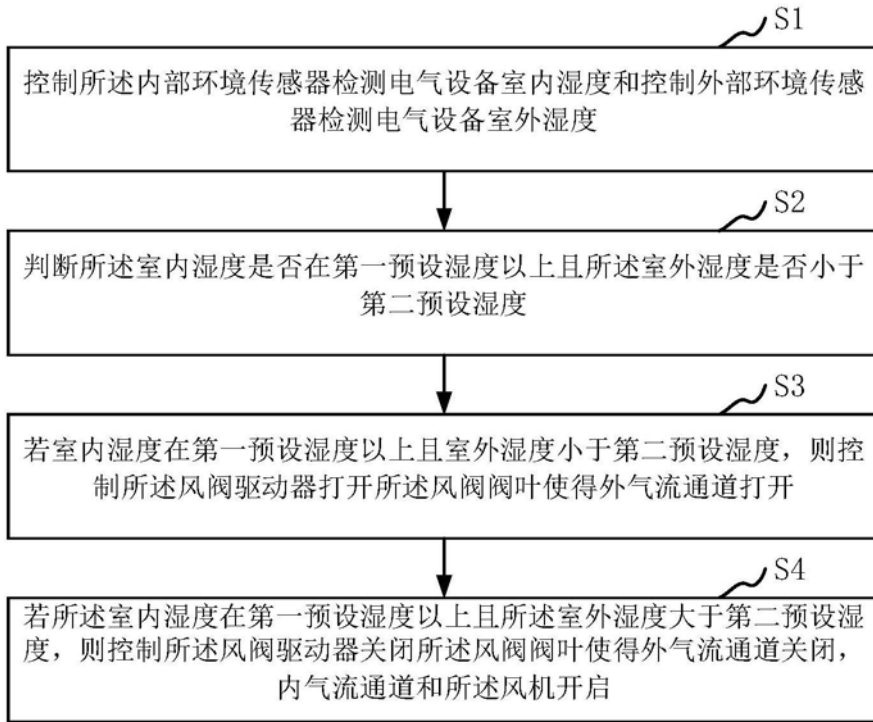 S1
控制所述内部环境传感器检测电气设备室内湿度和控制外部环境传感
器检测电气设备室外湿度
S2
判断所述室内湿度是否在第一预设湿度以上且所述室外湿度是否小于
第二预设湿度
S3
若室内湿度在第一预设湿度以上且室外湿度小于第二预设湿度，则控
制所述风阀驱动器打开所述风阀阀叶使得外气流通道打开
S4
若所述室内湿度在第一预设湿度以上且所述室外湿度大于第二预设湿
度，则控制所述风阀驱动器关闭所述风阀阀叶使得外气流通道关闭，
内气流通道和所述风机开启